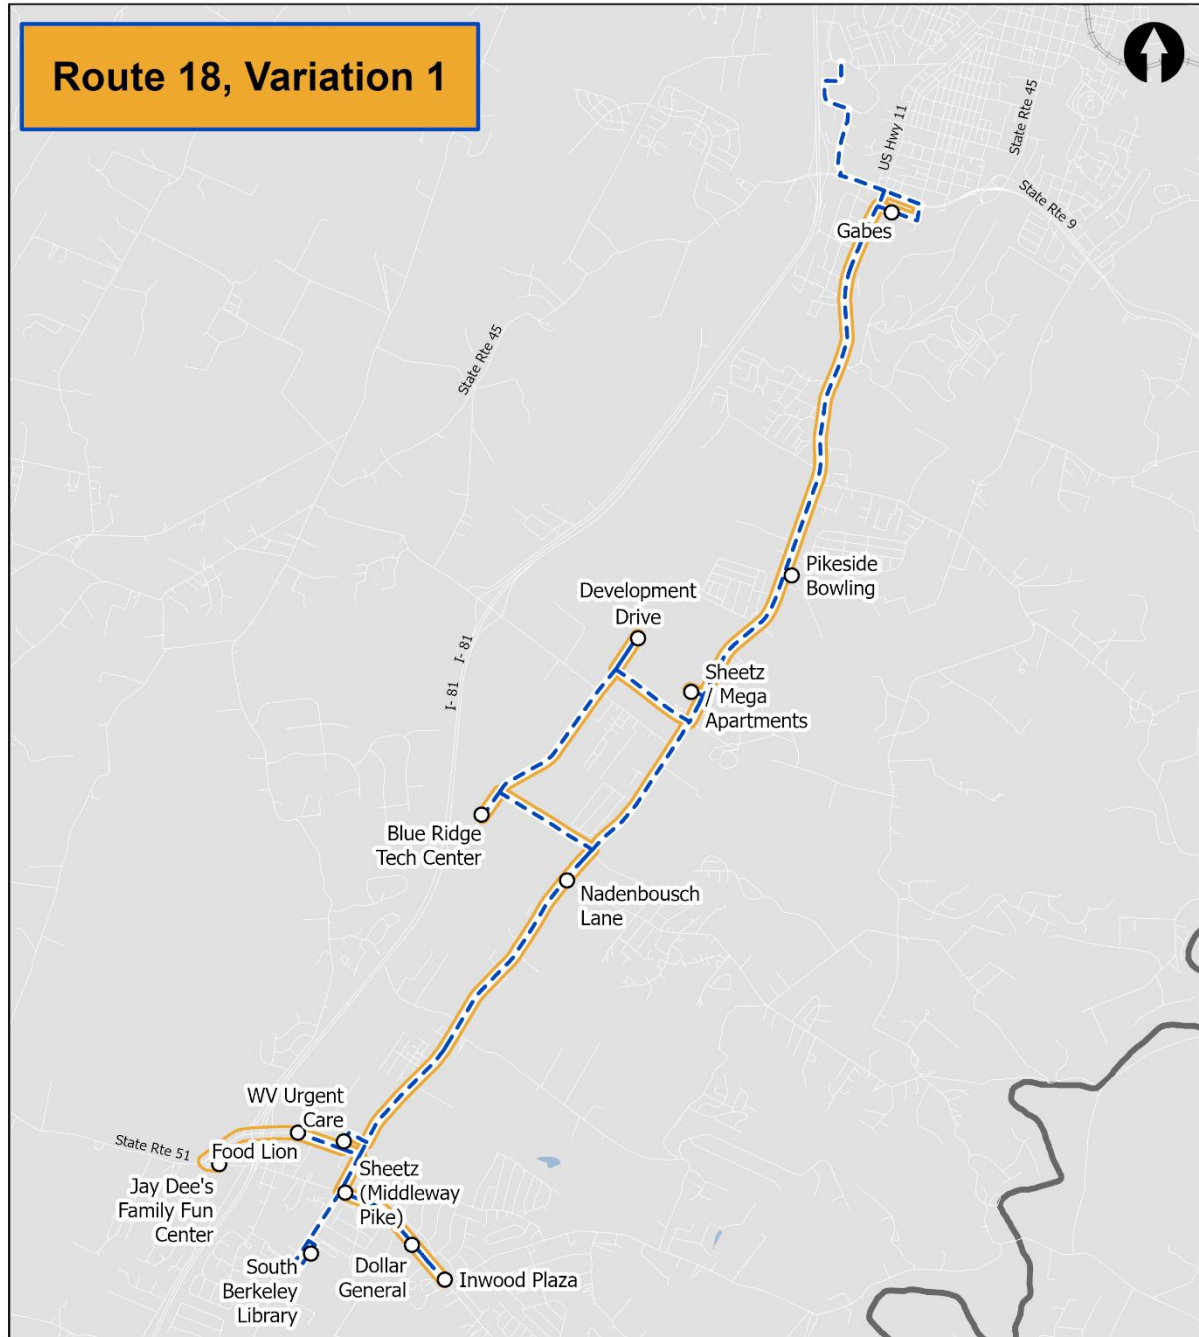 Route 18, Variation 1
US Hwy 11
State Rte 45
State Rte 9
Gabes
State Rte 45
Pikeside
Bowling
Development
Drive
I- 81
I- 81
Sheetz
/ Mega
Apartments
Blue Ridge
Tech Center
Nadenbousch
Lane
WV Urgent
Care
State Rte 51
Food Lion
Jay Dee's
Family Fun
Center
Sheetz
(Middleway
Pike)
South
Berkeley
Library
Dollar
General
Inwood Plaza